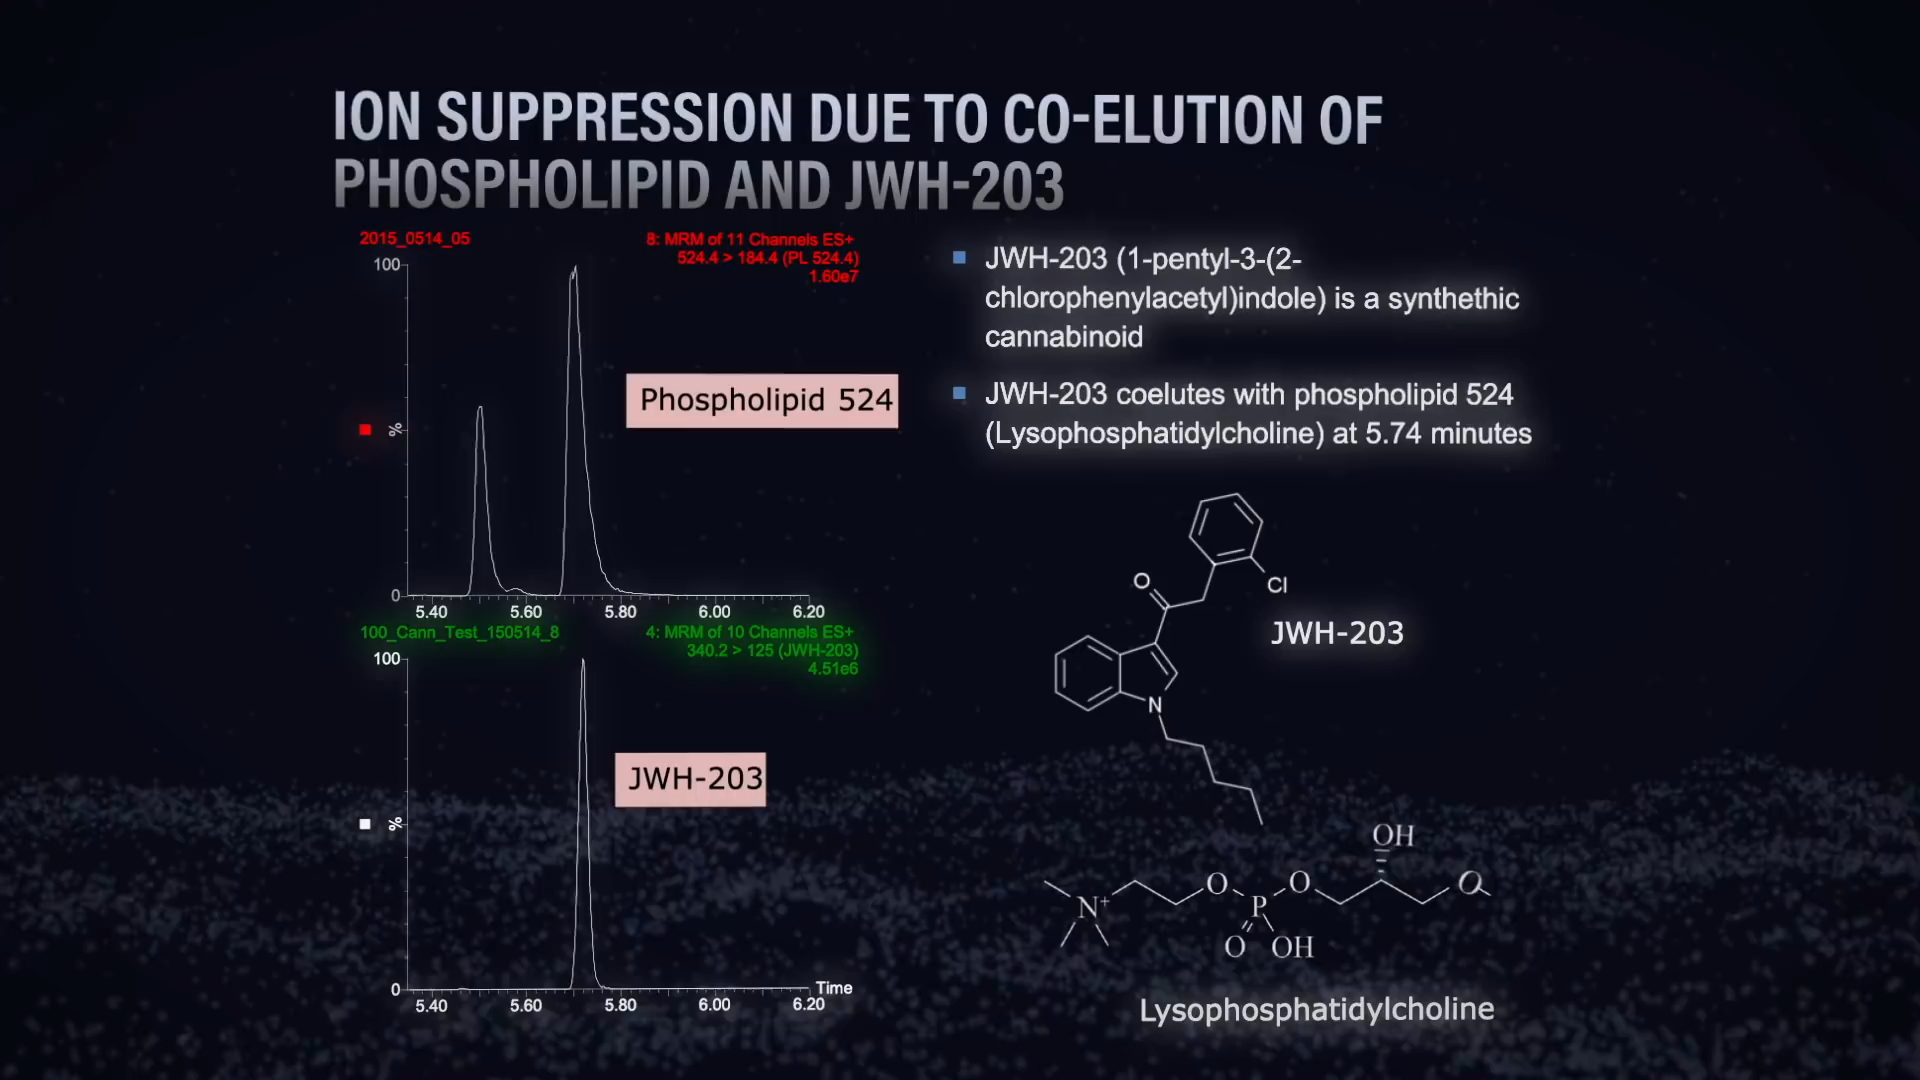 ION SUPPRESSION DUE TO CO-ELUTION OF
PHOSPHOLIPID AND JWH-203
2015_0514_05
8: MRM of 11 Channels ES+
524.4 > 184.4 (PL 524.4)
1.60e7
100
%
0
5.40 5.60 5.80 6.00 6.20
Phospholipid 524
100_Cann_Test_150514_8
4: MRM of 10 Channels ES+
340.2 > 125 (JWH-203)
4.51e6
100
%
0
5.40 5.60 5.80 6.00 6.20
Time
JWH-203
JWH-203 (1-pentyl-3-(2-
chlorophenylacetyl)indole) is a synthethic
cannabinoid
JWH-203 coelutes with phospholipid 524
(Lysophosphatidylcholine) at 5.74 minutes
O
Cl
N
JWH-203
OH
O O O
N+ P
O OH
Lysophosphatidylcholine